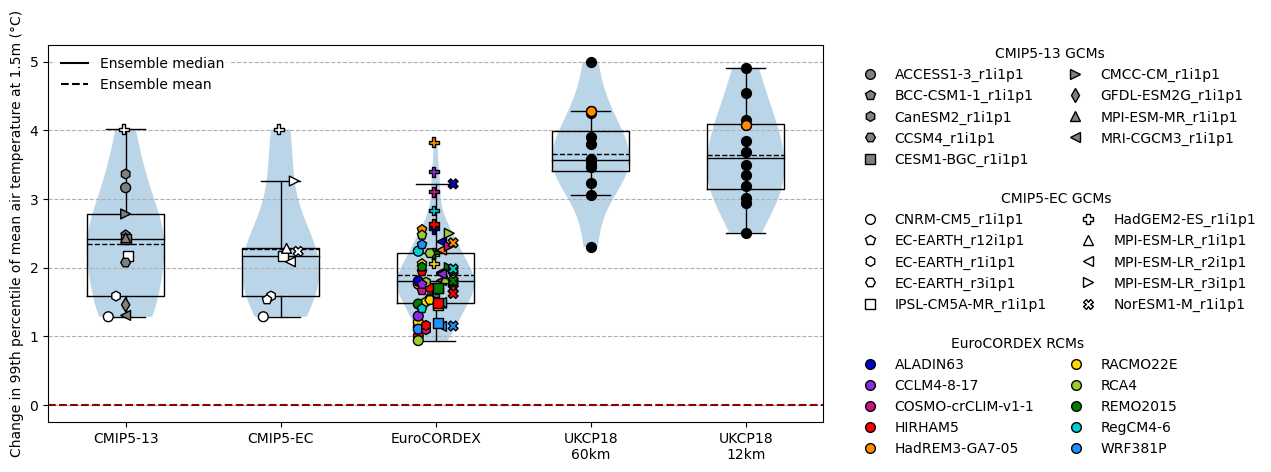 Change in 99th percentile of mean air temperature at 1.5m (°C)
5
4
3
2
1
0
Ensemble median
Ensemble mean
CMIP5-13
CMIP5-EC
EuroCORDEX
UKCP18
60km
UKCP18
12km
CMIP5-13 GCMs
ACCESS1-3_r1i1p1
BCC-CSM1-1_r1i1p1
CanESM2_r1i1p1
CCSM4_r1i1p1
CESM1-BGC_r1i1p1
CMCC-CM_r1i1p1
GFDL-ESM2G_r1i1p1
MPI-ESM-MR_r1i1p1
MRI-CGCM3_r1i1p1
CMIP5-EC GCMs
CNRM-CM5_r1i1p1
EC-EARTH_r12i1p1
EC-EARTH_r1i1p1
EC-EARTH_r3i1p1
IPSL-CM5A-MR_r1i1p1
HadGEM2-ES_r1i1p1
MPI-ESM-LR_r1i1p1
MPI-ESM-LR_r2i1p1
MPI-ESM-LR_r3i1p1
NorESM1-M_r1i1p1
EuroCORDEX RCMs
ALADIN63
CCLM4-8-17
COSMO-crCLIM-v1-1
HIRHAM5
HadREM3-GA7-05
RACMO22E
RCA4
REMO2015
RegCM4-6
WRF381P